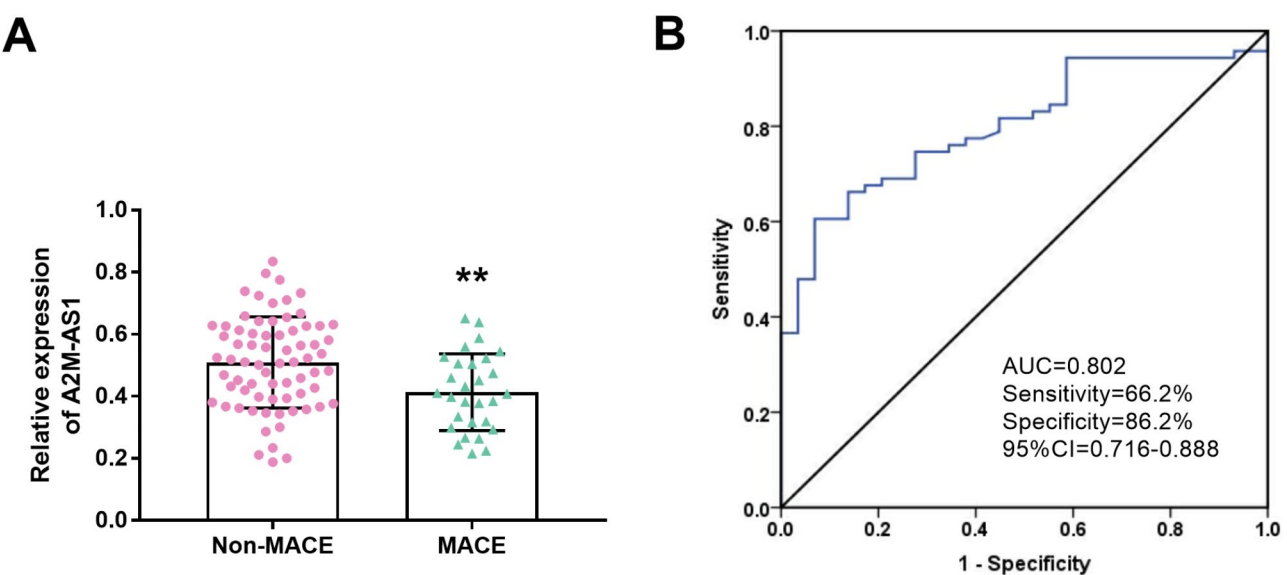 A
Relative expression
of A2M-AS1
1.0
0.8
0.6
0.4
0.2
0.0
**
Non-MACE
MACE
B
Sensitivity
1.0
0.8
0.6
0.4
0.2
0.0
AUC=0.802
Sensitivity=66.2%
Specificity=86.2%
95%CI=0.716-0.888
0.0
0.2
0.4
0.6
0.8
1.0
1 - Specificity